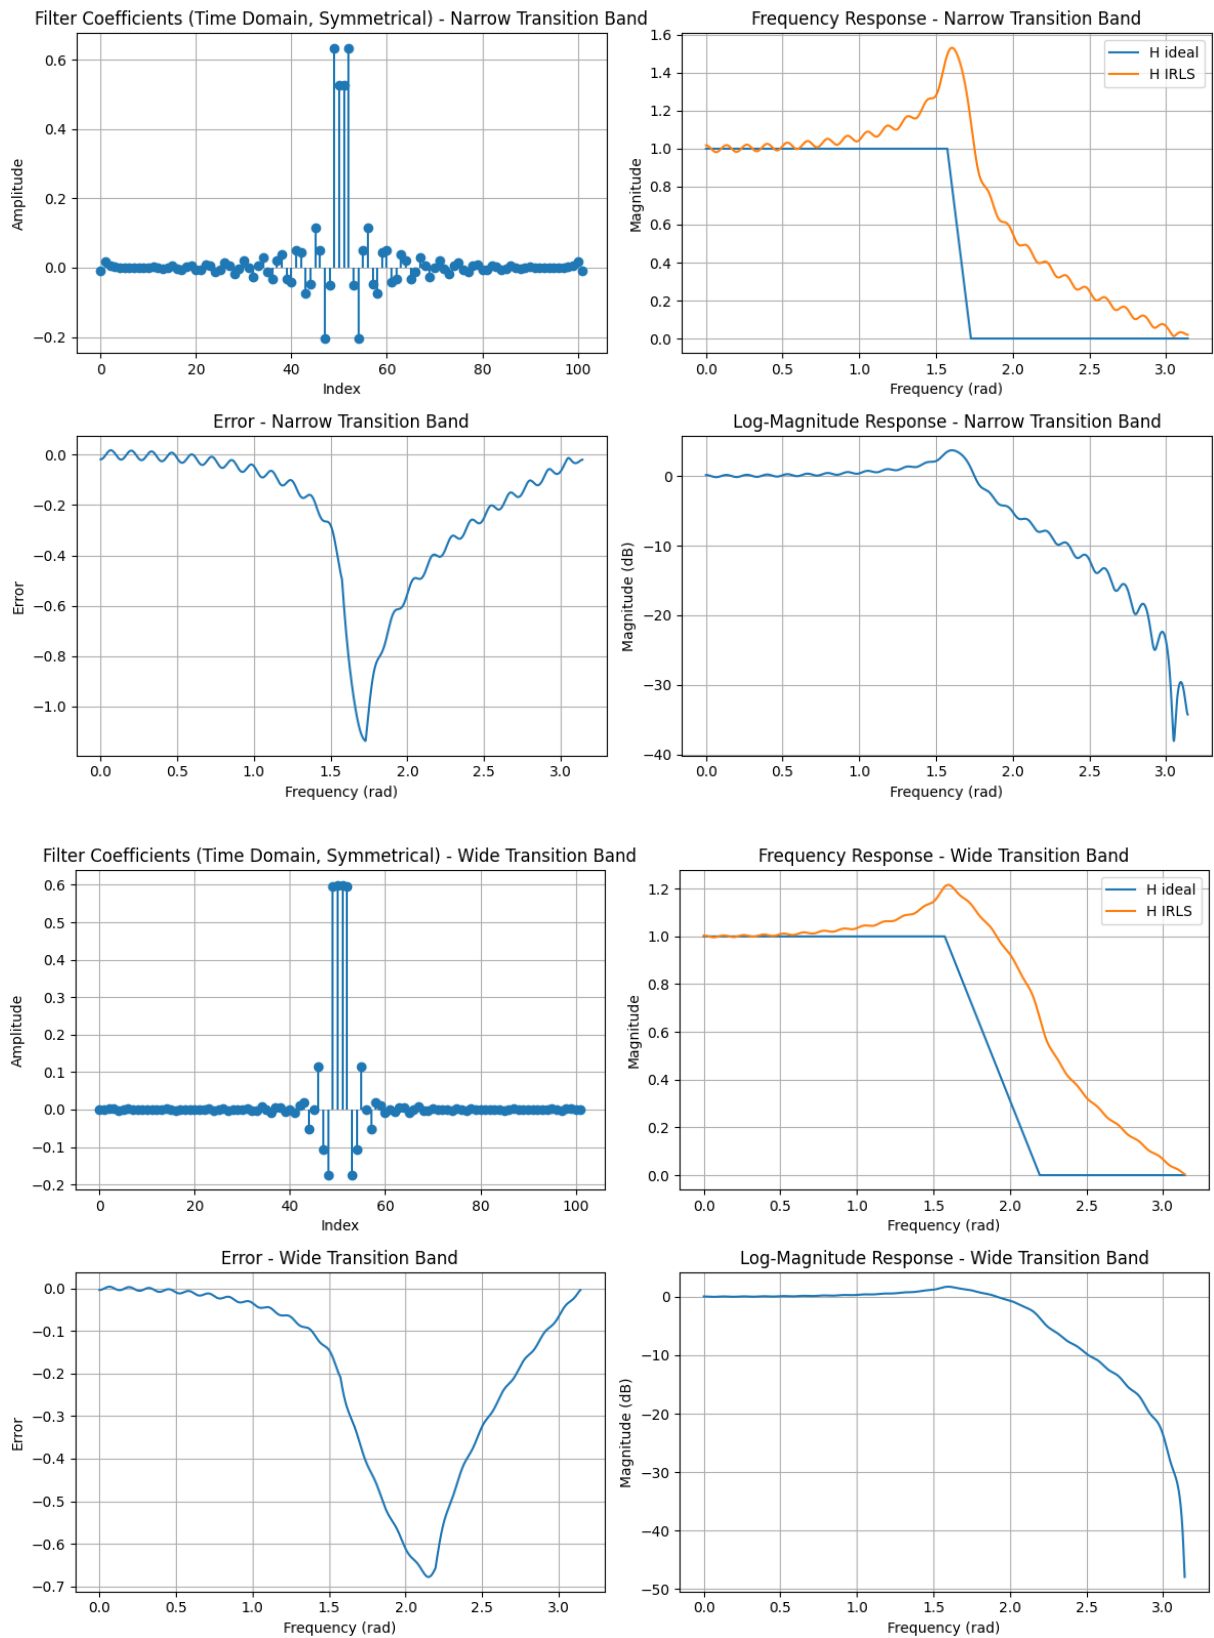 Filter Coefficients (Time Domain, Symmetrical) - Narrow Transition Band
Amplitude
0.6
0.4
0.2
0.0
−0.2
0 20 40 60 80 100
Index
Frequency Response - Narrow Transition Band
Magnitude
1.6
1.4
1.2
1.0
0.8
0.6
0.4
0.2
0.0
H ideal
H IRLS
0.0 0.5 1.0 1.5 2.0 2.5 3.0
Frequency (rad)
Error - Narrow Transition Band
Error
0.0
−0.2
−0.4
−0.6
−0.8
−1.0
0.0 0.5 1.0 1.5 2.0 2.5 3.0
Frequency (rad)
Log-Magnitude Response - Narrow Transition Band
Magnitude (dB)
0
−10
−20
−30
−40
0.0 0.5 1.0 1.5 2.0 2.5 3.0
Frequency (rad)
Filter Coefficients (Time Domain, Symmetrical) - Wide Transition Band
Amplitude
0.6
0.5
0.4
0.3
0.2
0.1
0.0
−0.1
−0.2
0 20 40 60 80 100
Index
Frequency Response - Wide Transition Band
Magnitude
1.2
1.0
0.8
0.6
0.4
0.2
0.0
H ideal
H IRLS
0.0 0.5 1.0 1.5 2.0 2.5 3.0
Frequency (rad)
Error - Wide Transition Band
Error
0.0
−0.1
−0.2
−0.3
−0.4
−0.5
−0.6
−0.7
0.0 0.5 1.0 1.5 2.0 2.5 3.0
Frequency (rad)
Log-Magnitude Response - Wide Transition Band
Magnitude (dB)
0
−10
−20
−30
−40
−50
0.0 0.5 1.0 1.5 2.0 2.5 3.0
Frequency (rad)